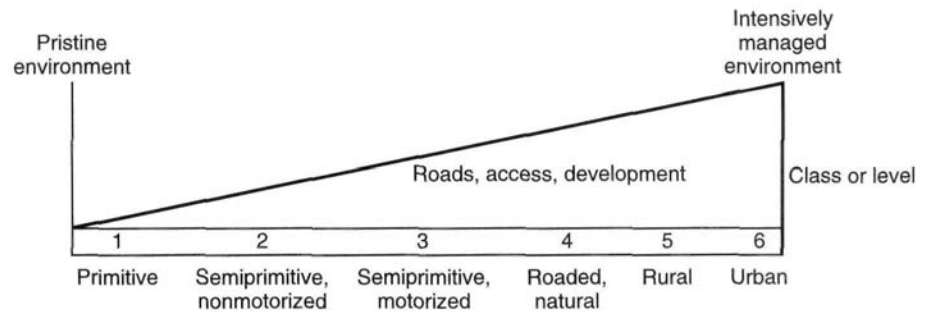 Pristine
environment
Intensively
managed
environment
Roads, access, development
Class or level
1 2 3 4 5 6
Primitive Semiprimitive, Semiprimitive, Roaded, Rural Urban
nonmotorized motorized natural